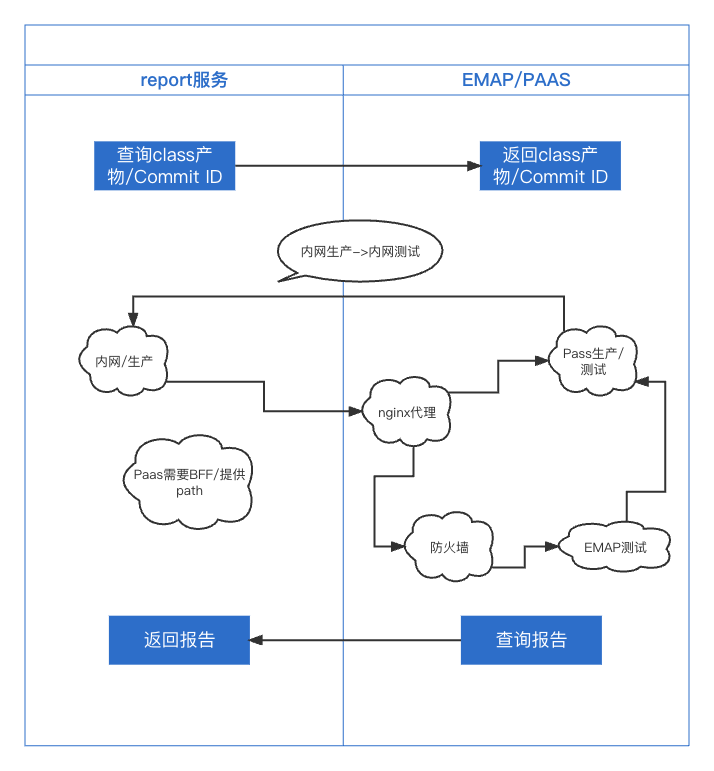 report服务
EMAP/PAAS
查询class产
物/Commit ID
返回class产
物/Commit ID
内网生产->内网测试
内网/生产
Pass生产/
测试
nginx代理
Paas需要BFF/提供
path
防火墙
EMAP测试
返回报告
查询报告